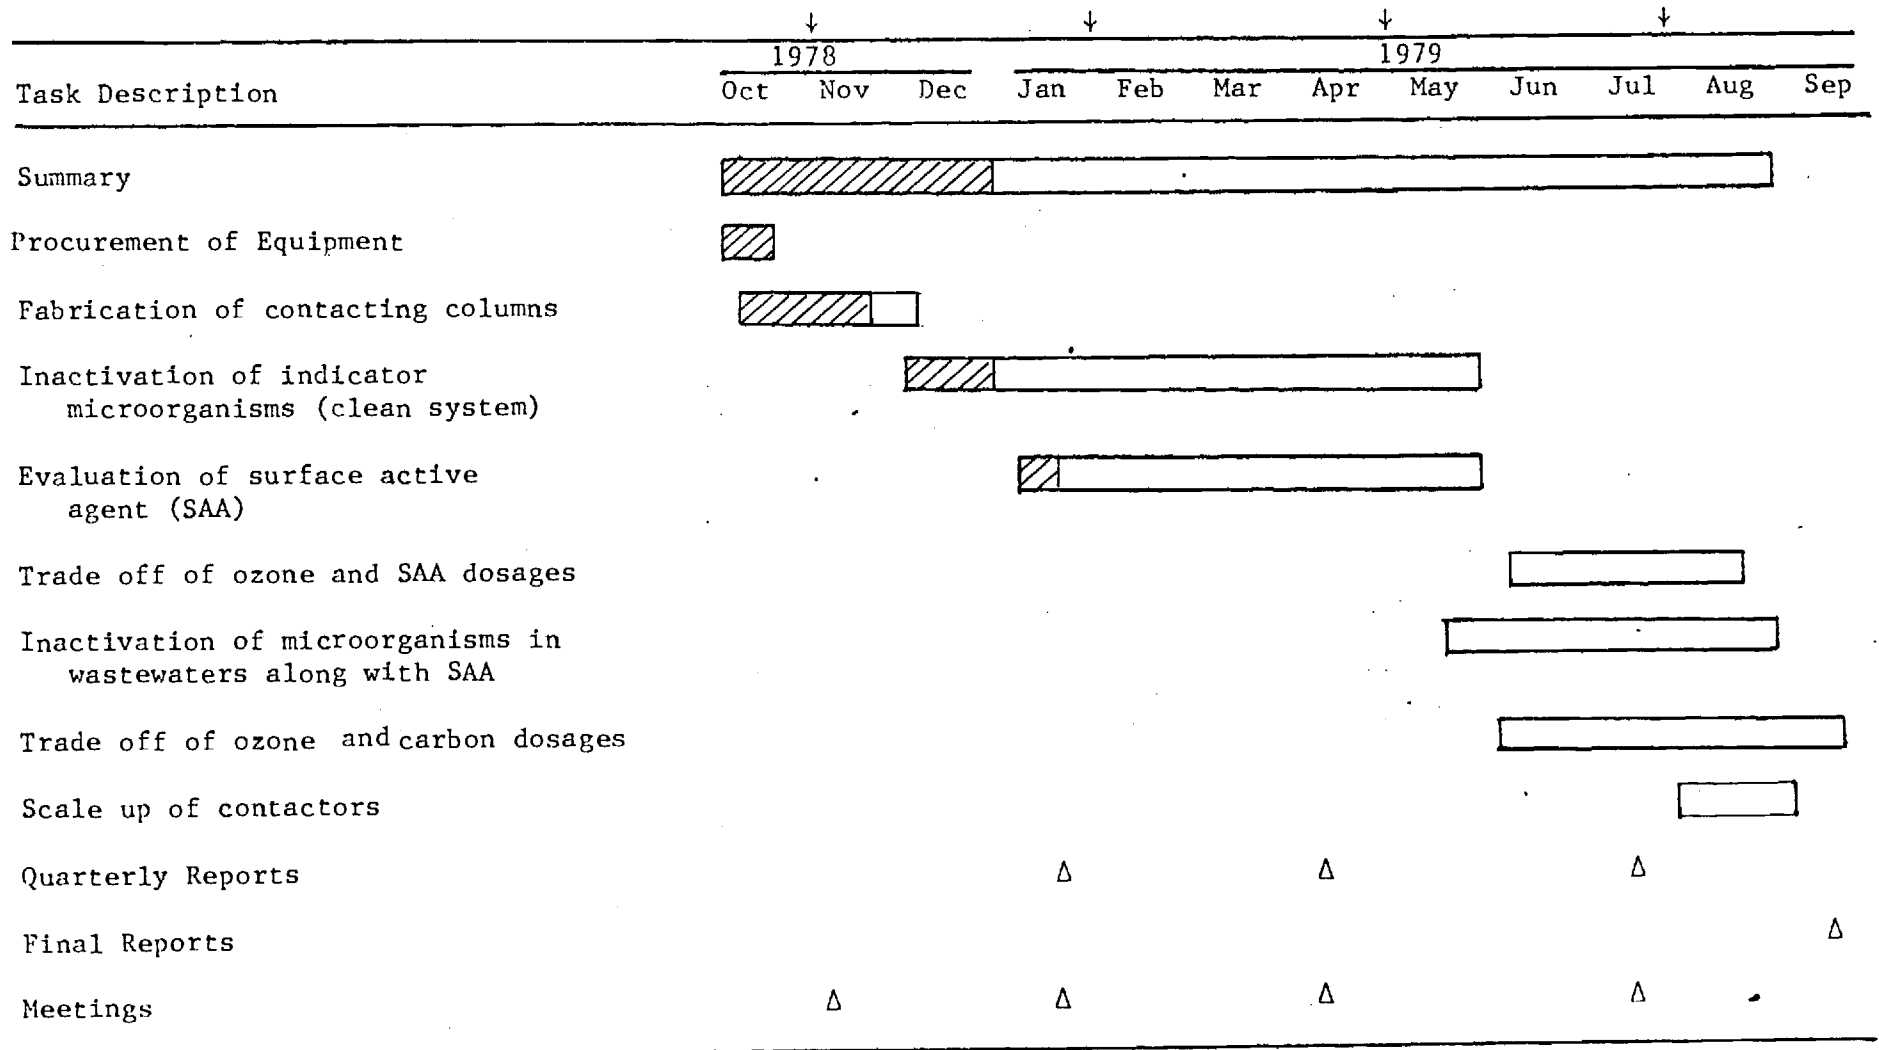 ↓ ↓ ↓ ↓
1978 1979
Task Description Oct Nov Dec Jan Feb Mar Apr May Jun Jul Aug Sep
Summary
Procurement of Equipment
Fabrication of contacting columns
Inactivation of indicator
microorganisms (clean system)
Evaluation of surface active
agent (SAA)
Trade off of ozone and SAA dosages
Inactivation of microorganisms in
wastewaters along with SAA
Trade off of ozone and carbon dosages
Scale up of contactors
Quarterly Reports Δ Δ Δ
Final Reports Δ
Meetings Δ Δ Δ Δ